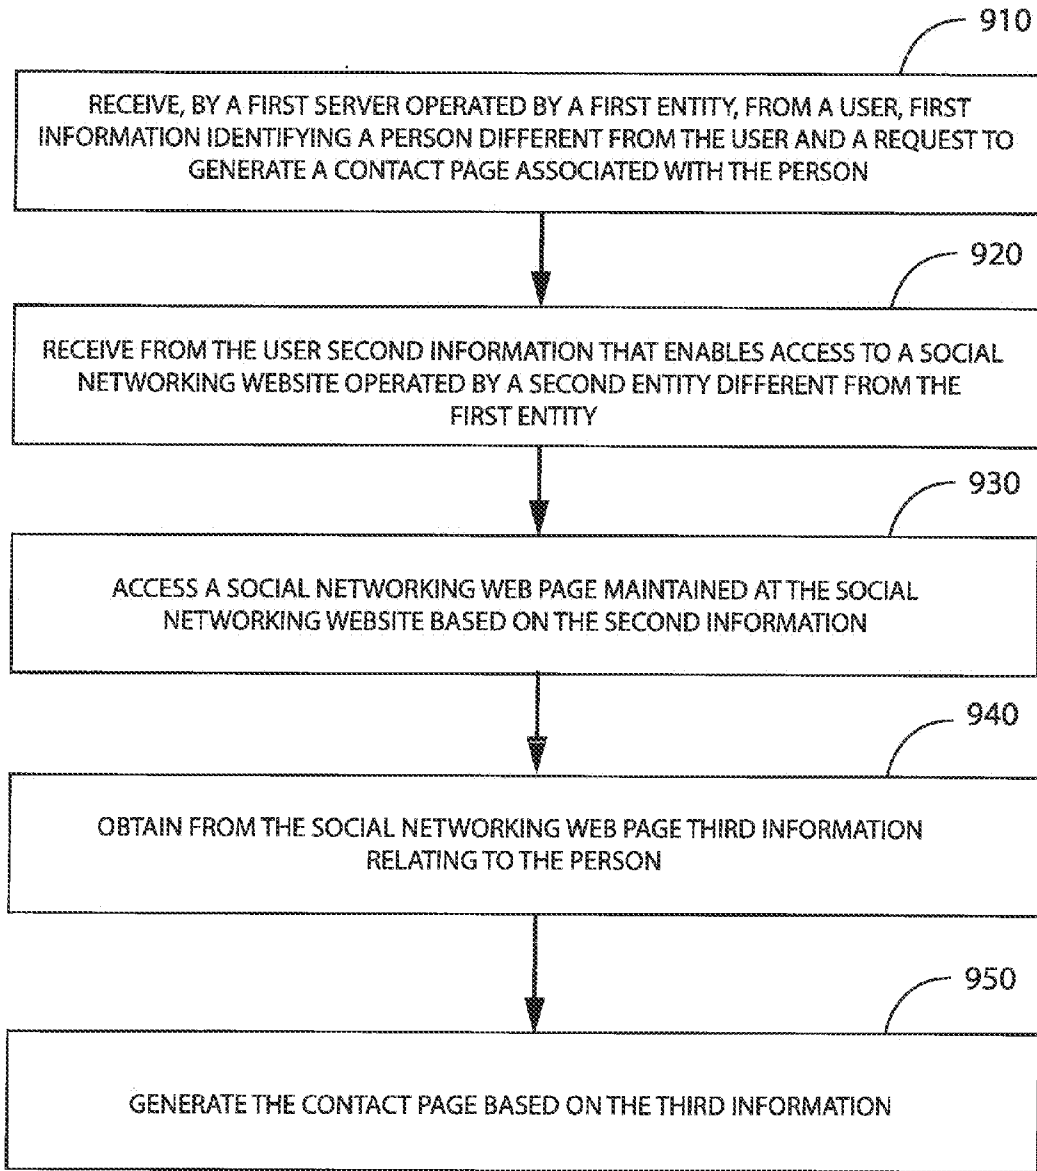 910
RECEIVE, BY A FIRST SERVER OPERATED BY A FIRST ENTITY, FROM A USER, FIRST
INFORMATION IDENTIFYING A PERSON DIFFERENT FROM THE USER AND A REQUEST TO
GENERATE A CONTACT PAGE ASSOCIATED WITH THE PERSON
920
RECEIVE FROM THE USER SECOND INFORMATION THAT ENABLES ACCESS TO A SOCIAL
NETWORKING WEBSITE OPERATED BY A SECOND ENTITY DIFFERENT FROM THE
FIRST ENTITY
930
ACCESS A SOCIAL NETWORKING WEB PAGE MAINTAINED AT THE SOCIAL
NETWORKING WEBSITE BASED ON THE SECOND INFORMATION
940
OBTAIN FROM THE SOCIAL NETWORKING WEB PAGE THIRD INFORMATION
RELATING TO THE PERSON
950
GENERATE THE CONTACT PAGE BASED ON THE THIRD INFORMATION